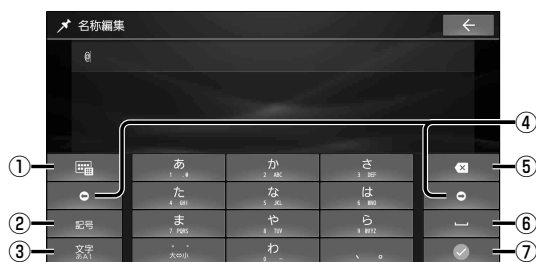 名称編集
@
① あ か さ ⑤
1 .@ 2 ABC 3 DEF
④
た な は
4 GHI 5 JKL 6 MNO
② 記号 ま や ら ⑥
7 PQRS 8 TUV 9 WXYZ
③ 文字 ゛゜ わ 、。 ⑦
あA1 大⇔小 0 _